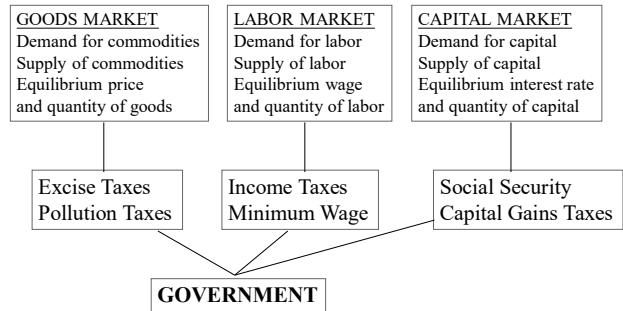 GOODS MARKET
Demand for commodities
Supply of commodities
Equilibrium price
and quantity of goods
LABOR MARKET
Demand for labor
Supply of labor
Equilibrium wage
and quantity of labor
CAPITAL MARKET
Demand for capital
Supply of capital
Equilibrium interest rate
and quantity of capital
Excise Taxes
Pollution Taxes
Income Taxes
Minimum Wage
Social Security
Capital Gains Taxes
GOVERNMENT